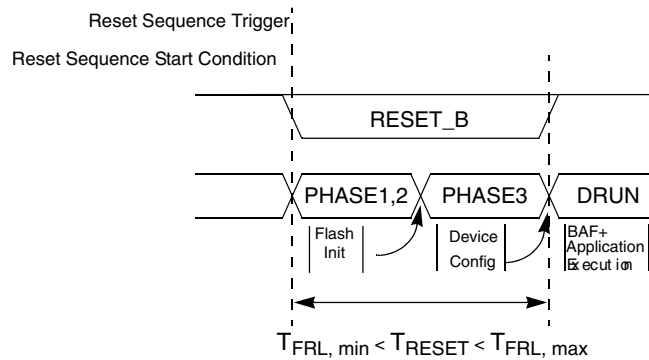 Reset Sequence Trigger
Reset Sequence Start Condition
RESET_B
PHASE1,2
PHASE3
DRUN
Flash
Init
Device
Config
BAF+
Application
Execution
TFRL, min < TRESET < TFRL, max